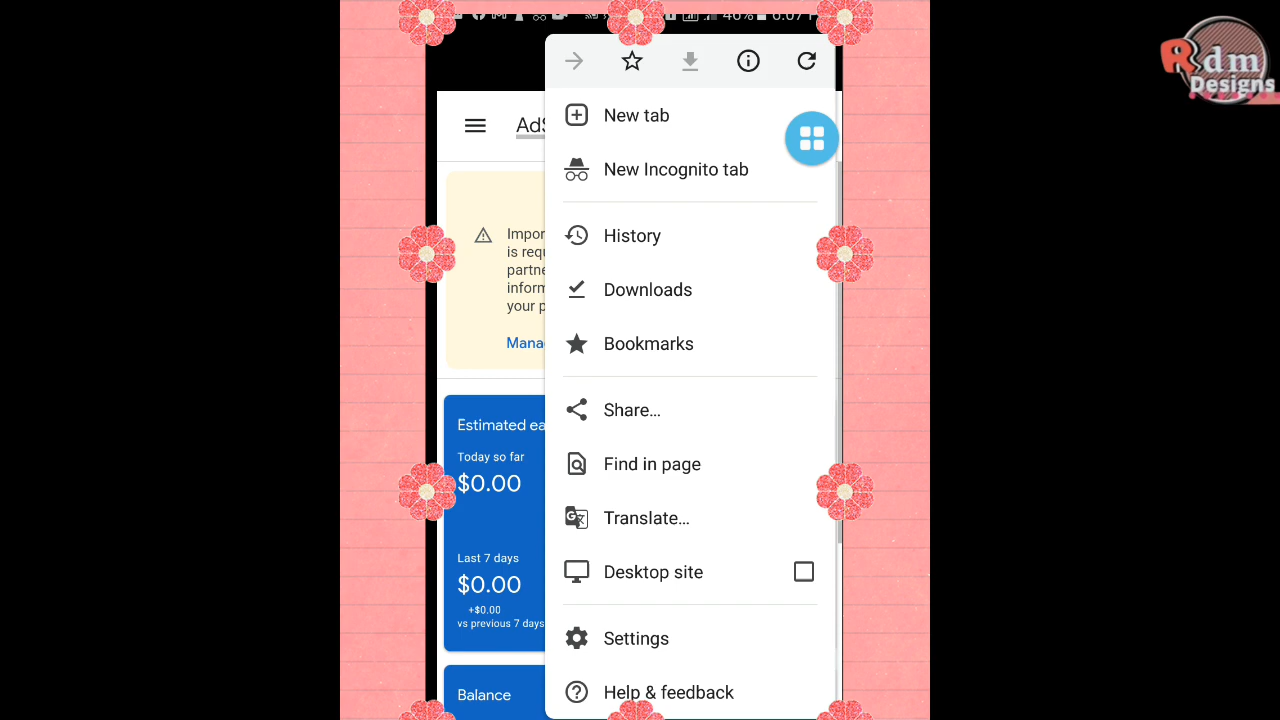 Rdm
Designs
New tab
New Incognito tab
History
Downloads
Bookmarks
Share...
Find in page
Translate...
Desktop site
Settings
Help & feedback
AdS
Impor
is requ
partne
inform
your p
Mana
Estimated ea
Today so far
$0.00
Last 7 days
$0.00
+$0.00
vs previous 7 days
Balance